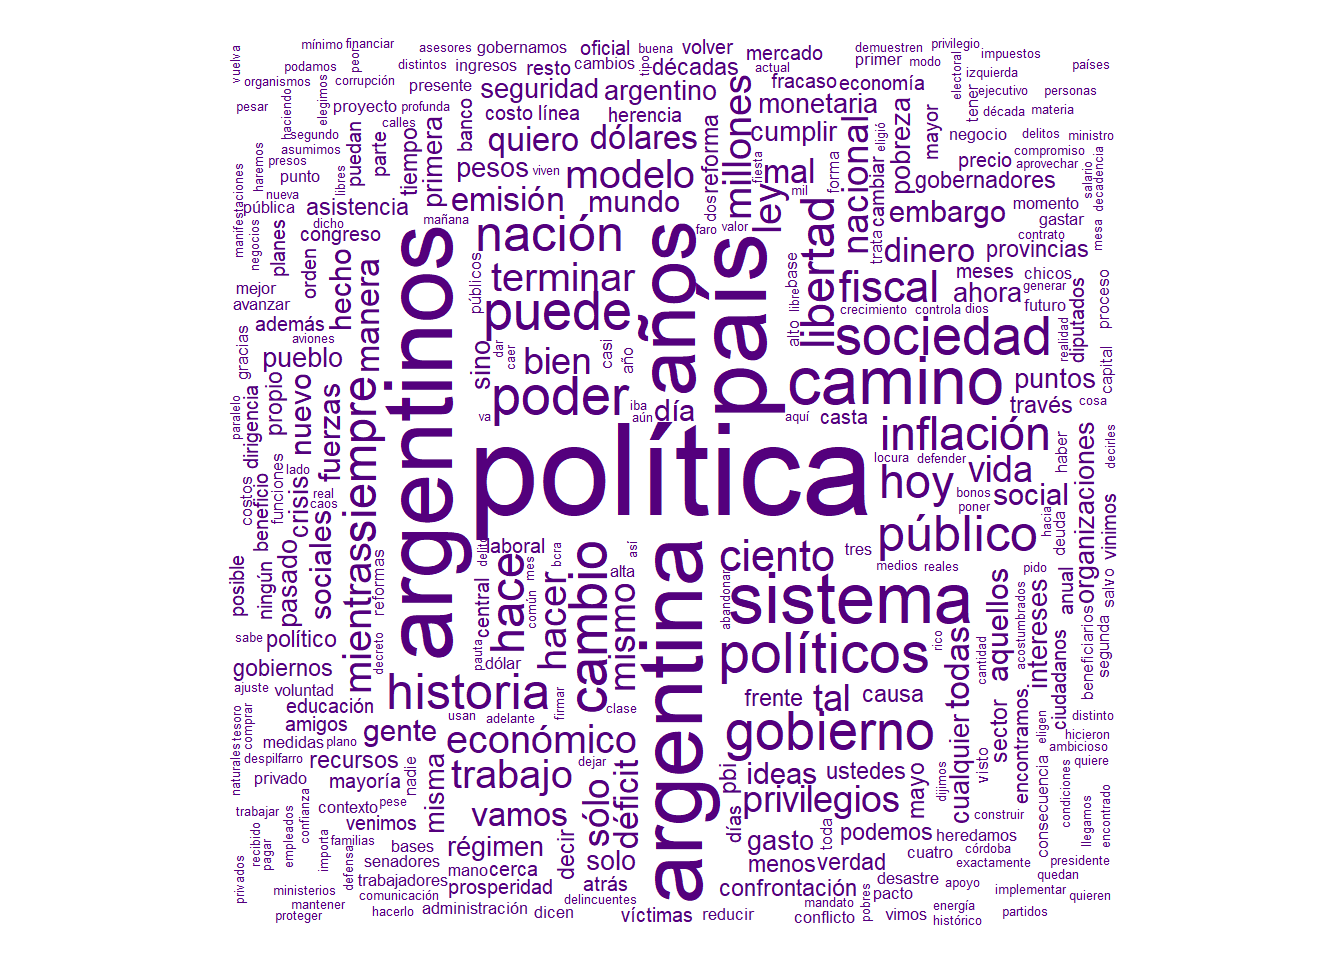 política
argentinos
argentina
país
años
sistema
camino
sociedad
políticos
gobierno
público
inflación
hoy
poder
puede
nación
historia
hace
cambio
siempre
mientras
económico
trabajo
libertad
fiscal
modelo
terminar
emisión
mundo
millones
ley
nacional
mal
dólares
quiero
pesos
seguridad
argentino
décadas
monetaria
cumplir
pobreza
gobernadores
embargo
dinero
provincias
ahora
meses
chicos
diputados
puntos
través
vida
social
organizaciones
ciento
tres
todas
cualquier
aquellos
intereses
tal
frente
causa
ideas
ustedes
privilegios
mayo
gasto
podemos
menos
verdad
confrontación
víctimas
reducir
conflicto
vimos
pacto
desastre
apoyo
cuatro
heredamos
córdoba
exactamente
implementar
partidos
energía
histórico
mandato
pobres
quieren
quedan
presidente
llegamos
encontrado
construir
dijimos
visto
sector
encontramos
consecuencia
condiciones
ciudadanos
beneficiarios
segunda
salvo
vinimos
anual
deuda
haber
hacia
pido
acostumbrados
cantidad
rico
abandonar
medios
reales
poner
bonos
locura
defender
decirles
cosa
capital
proceso
realidad
futuro
generar
dios
controla
crecimiento
libre
alto
base
aquí
casta
día
año
casi
iba
aún
va
dar
caer
sino
bien
públicos
mañana
primera
tiempo
parte
puedan
banco
costo
línea
herencia
reforma
dos
faro
valor
mil
fiesta
forma
trata
cambiar
eligió
mayor
negocio
precio
aprovechar
compromiso
momento
gastar
contrato
mesa
salario
decadencia
ministro
delitos
materia
década
tener
personas
ejecutivo
izquierda
electoral
países
impuestos
privilegio
modo
demuestren
primer
economía
fracaso
actual
mercado
volver
buena
tipo
cambios
oficial
resto
ingresos
gobernamos
asesores
distintos
presente
profunda
proyecto
calles
corrupción
peor
financiar
mínimo
podamos
organismos
vuelva
pesar
haciendo
elegimos
segundo
asumimos
presos
punto
haremos
libres
nueva
pública
manifestaciones
negocios
planes
dicho
asistencia
congreso
orden
hecho
manera
mejor
avanzar
además
aviones
gracias
pueblo
propio
nuevo
fuerzas
dirigencia
paralelo
costos
beneficio
funciones
lado
crisis
real
caos
sociales
pasado
ningún
posible
reformas
decreto
sabe
político
gobiernos
ajuste
voluntad
educación
amigos
medidas
plano
gente
tesoro
naturales
comprar
despilfarro
recursos
privado
mayoría
nadie
misma
pese
contexto
venimos
trabajar
recibido
pagar
empleados
confianza
importa
familias
defensa
bases
senadores
privados
trabajadores
ministerios
mantener
proteger
comunicación
hacerlo
administración
dicen
delincuentes
prosperidad
atrás
mano
cerca
régimen
decir
solo
sólo
déficit
vamos
dejar
adelante
usan
firmar
clase
mismo
hacer
dólar
pauta
central
común
mes
bcra
alta
así
laboral
delito
viven
pbi
días
toda
distinto
hicieron
ambicioso
quiere
eligen